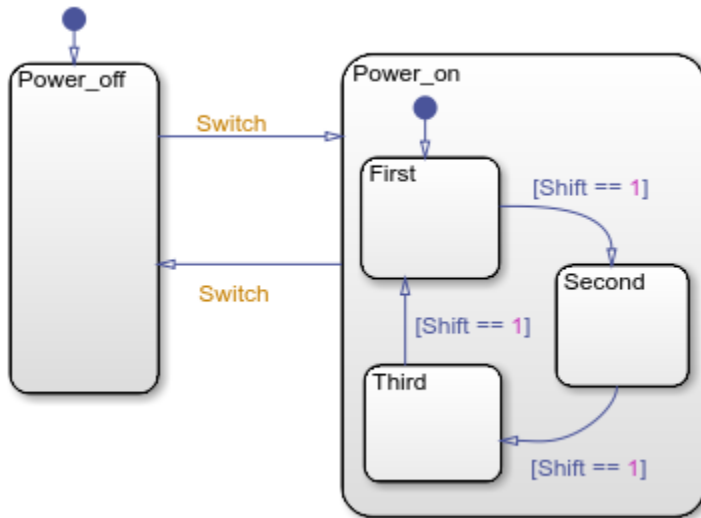 Power_off
Switch
Switch
Power_on
First
[Shift == 1]
Second
[Shift == 1]
Third
[Shift == 1]